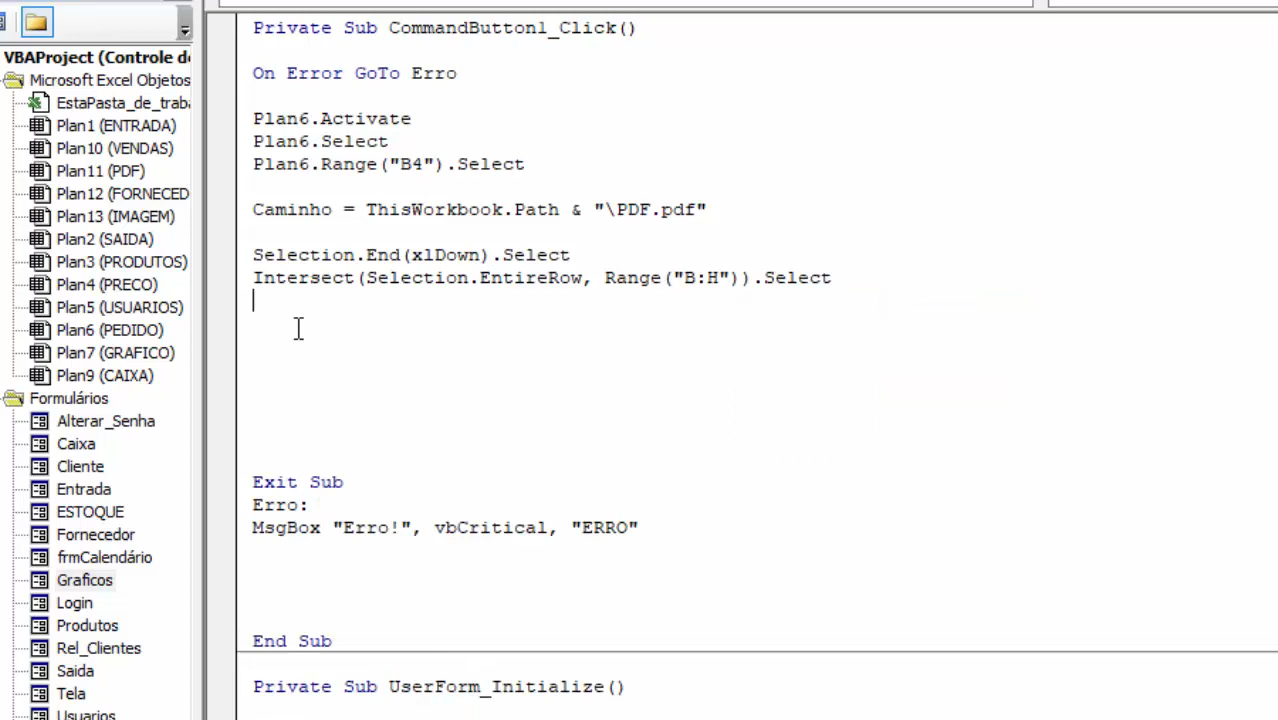 VBAProject (Controle de
Microsoft Excel Objetos
EstaPasta_de_traba
Plan1 (ENTRADA)
Plan10 (VENDAS)
Plan11 (PDF)
Plan12 (FORNECED
Plan13 (IMAGEM)
Plan2 (SAIDA)
Plan3 (PRODUTOS)
Plan4 (PRECO)
Plan5 (USUARIOS)
Plan6 (PEDIDO)
Plan7 (GRAFICO)
Plan9 (CAIXA)
Formulários
Alterar_Senha
Caixa
Cliente
Entrada
ESTOQUE
Fornecedor
frmCalendário
Graficos
Login
Produtos
Rel_Clientes
Saida
Tela
Usuarios
Private Sub CommandButton1_Click()
On Error GoTo Erro
Plan6.Activate
Plan6.Select
Plan6.Range("B4").Select
Caminho = ThisWorkbook.Path & "\PDF.pdf"
Selection.End(xlDown).Select
Intersect(Selection.EntireRow, Range("B:H")).Select
Exit Sub
Erro:
MsgBox "Erro!", vbCritical, "ERRO"
End Sub
Private Sub UserForm_Initialize()